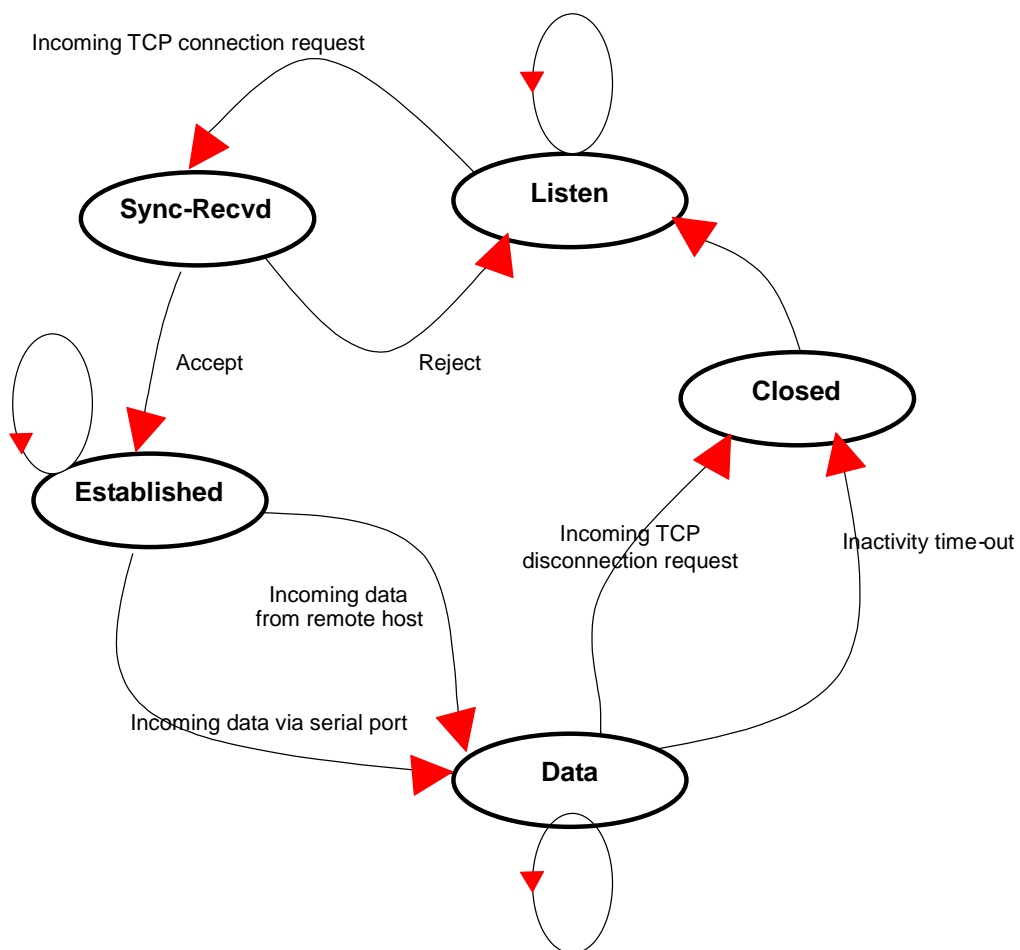 Incoming TCP connection request
Listen
Sync-Recvd
Accept
Reject
Closed
Established
Incoming TCP
disconnection request
Inactivity time-out
Incoming data
from remote host
Incoming data via serial port
Data